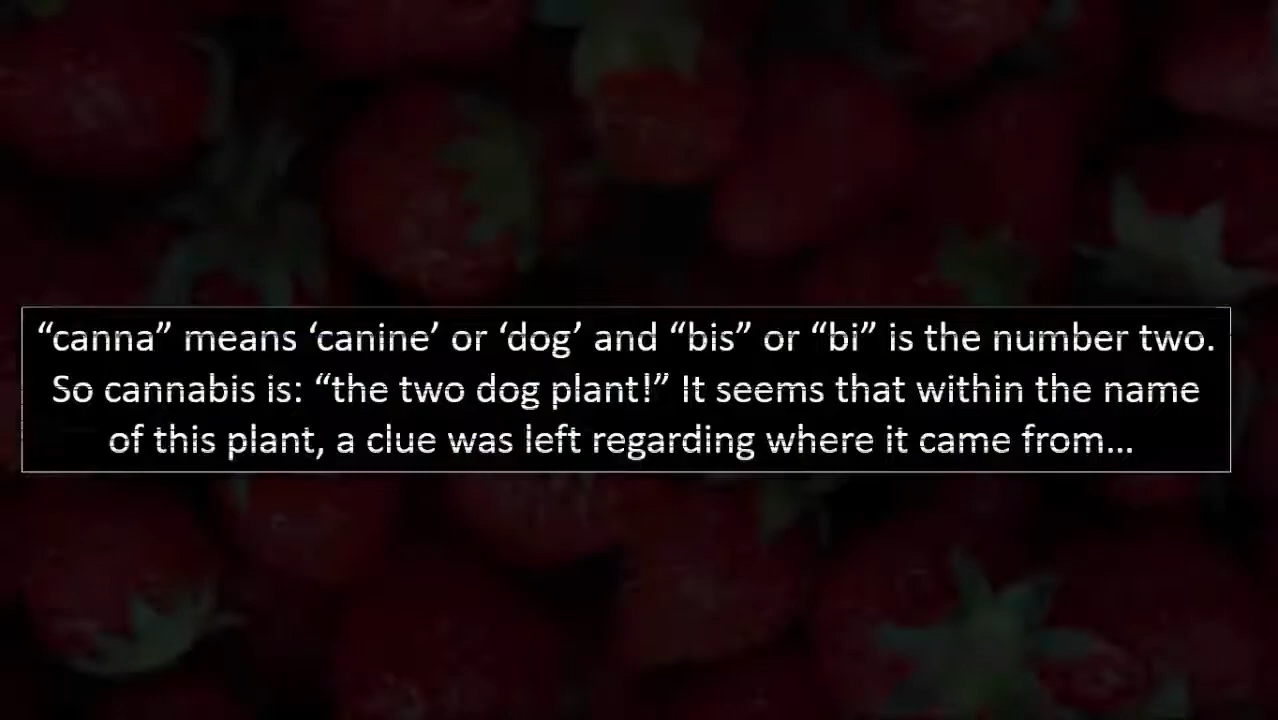 “canna” means ‘canine’ or ‘dog’ and “bis” or “bi” is the number two.
So cannabis is: “the two dog plant!” It seems that within the name
of this plant, a clue was left regarding where it came from...